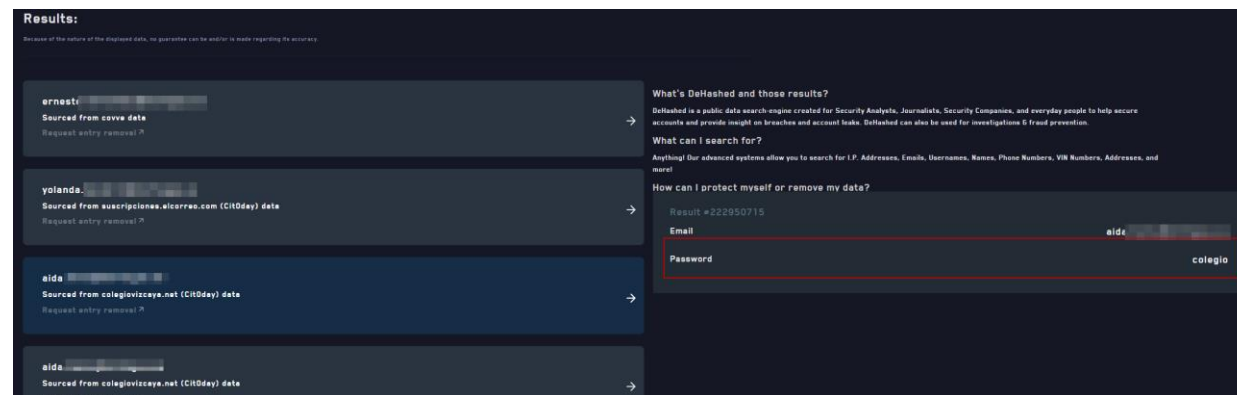 Results:
Because of the nature of the displayed data, no guarantee can be and/or is made regarding its accuracy.
ernest
Sourced from covve data
Request entry removal
yolanda.
Sourced from suscripciones.elcorreo.com (Cit0day) data
Request entry removal
aida
Sourced from colegiovizcaya.net (Cit0day) data
Request entry removal
aida
Sourced from colegiovizcaya.net (Cit0day) data
What's DeHashed and those results?
DeHashed is a public data search-engine created for Security Analysts, Journalists, Security Companies, and everyday people to help secure
accounts and provide insight on breaches and account leaks. DeHashed can also be used for investigations & fraud prevention.
What can I search for?
Anything! Our advanced systems allow you to search for I.P. Addresses, Emails, Usernames, Names, Phone Numbers, VIN Numbers, Addresses, and
more!
How can I protect myself or remove my data?
Result #222950715
Email aida
Password colegio